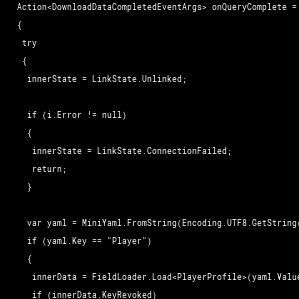 Action<DownloadDataCompletedEventArgs> onQueryComplete =
{
try
{
innerState = LinkState.Unlinked;
if (i.Error != null)
{
innerState = LinkState.ConnectionFailed;
return;
}
var yaml = MiniYaml.FromString(Encoding.UTF8.GetString(
if (yaml.Key == "Player")
{
innerData = FieldLoader.Load<PlayerProfile>(yaml.Value
if (innerData.KeyRevoked)